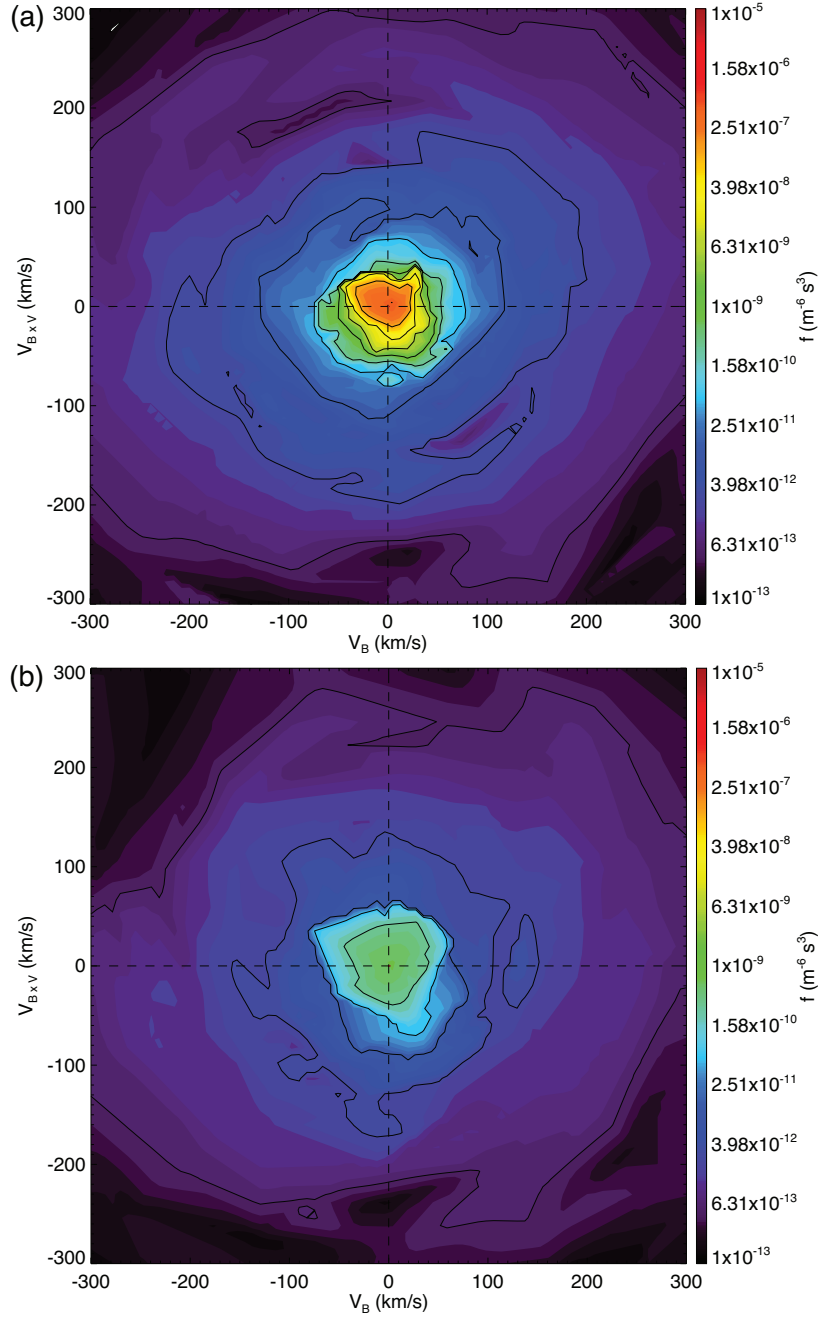 (a)
300
200
100
0
-100
-200
-300
V_B x V (km/s)
-300 -200 -100 0 100 200 300
V_B (km/s)
1x10^-5
1.58x10^-6
2.51x10^-7
3.98x10^-8
6.31x10^-9
1x10^-9
1.58x10^-10
2.51x10^-11
3.98x10^-12
6.31x10^-13
1x10^-13
f (m^-6 s^3)
(b)
300
200
100
0
-100
-200
-300
V_B x V (km/s)
-300 -200 -100 0 100 200 300
V_B (km/s)
1x10^-5
1.58x10^-6
2.51x10^-7
3.98x10^-8
6.31x10^-9
1x10^-9
1.58x10^-10
2.51x10^-11
3.98x10^-12
6.31x10^-13
1x10^-13
f (m^-6 s^3)